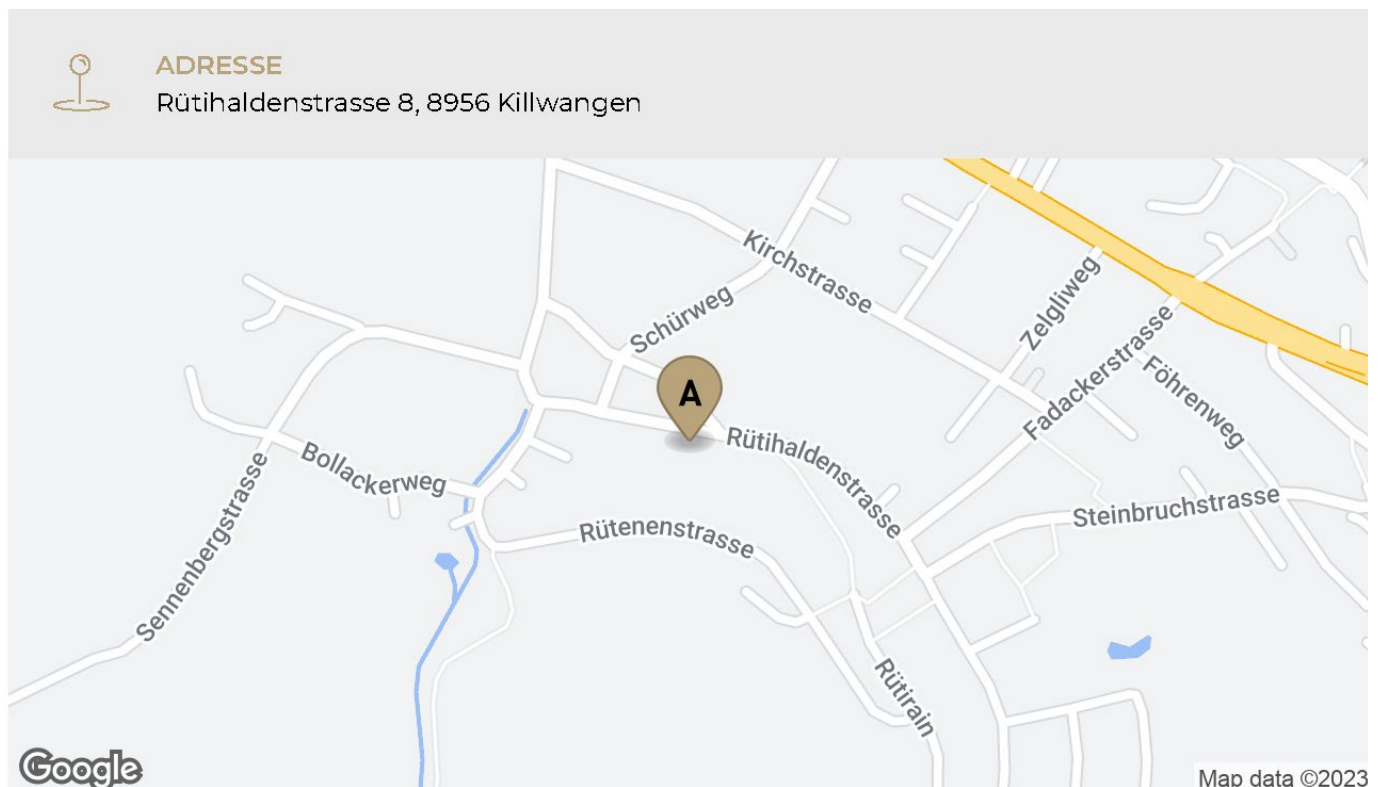 ADRESSE
Rütihaldenstrasse 8, 8956 Killwangen
Kirchstrasse
Schürweg
Zelgliweg
Fadackerstrasse
Föhrenweg
A
Rütihaldenstrasse
Bollackerweg
Sennenbergstrasse
Rütenenstrasse
Steinbruchstrasse
Rütirain
Google
Map data ©2023